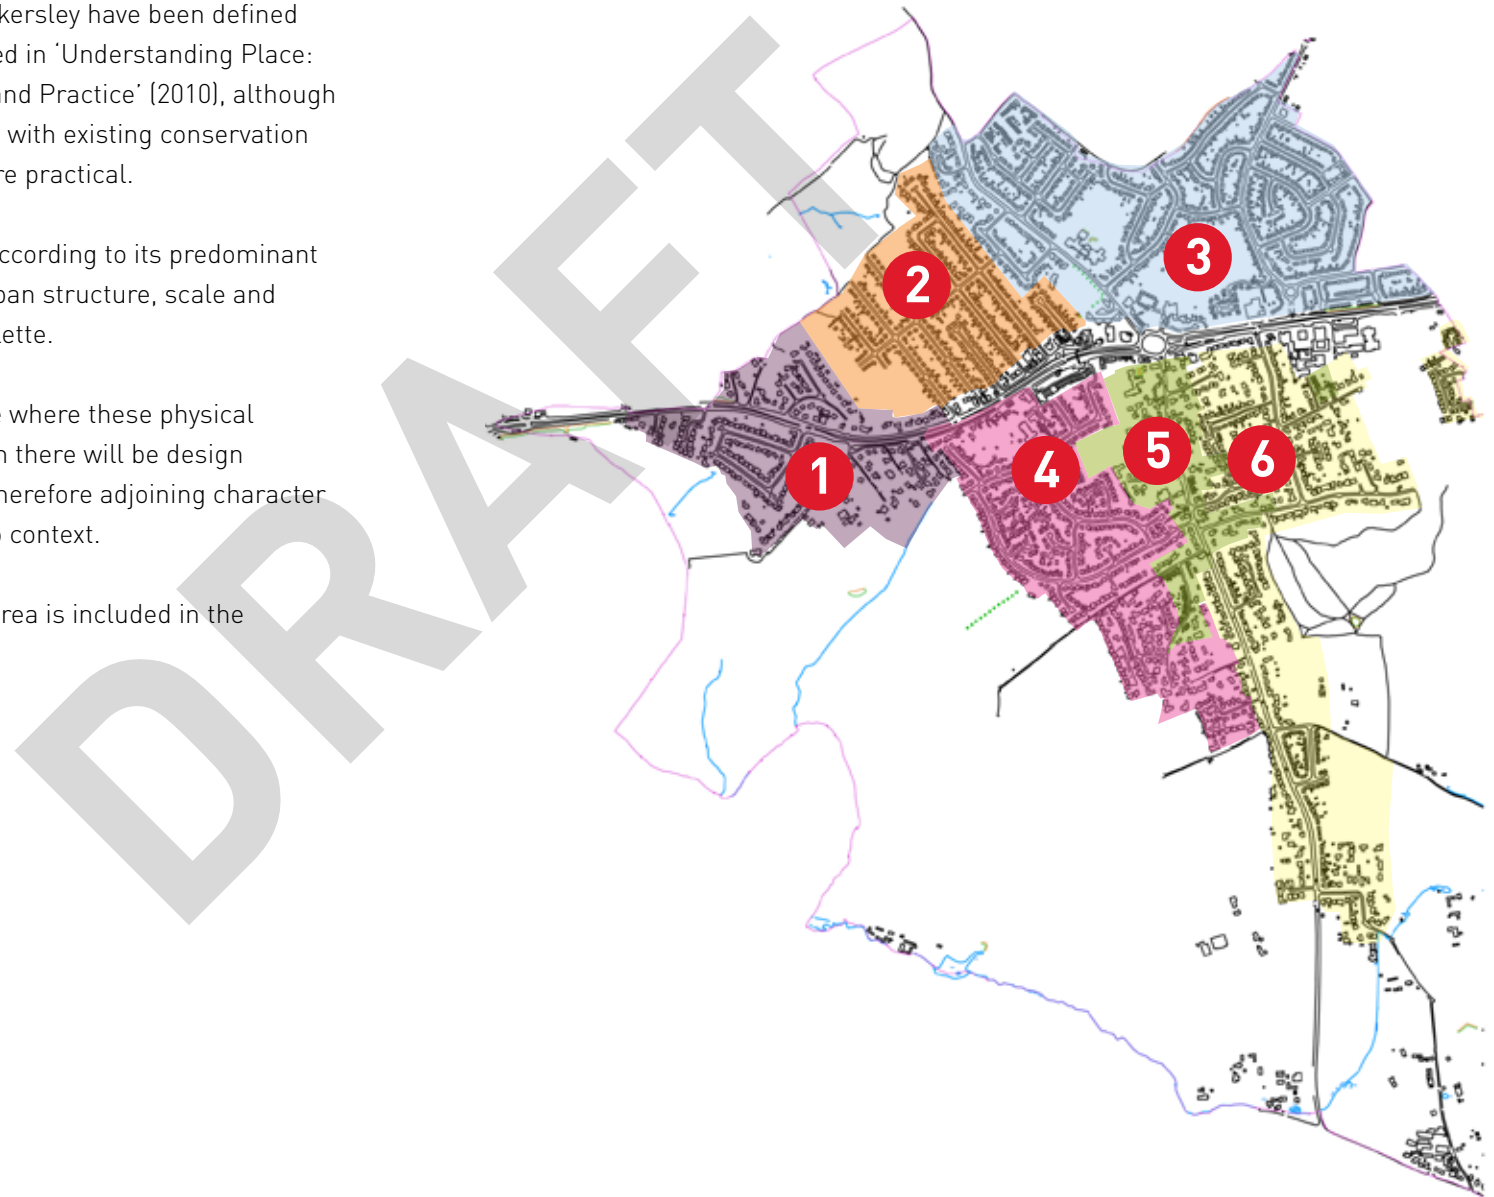 kersley have been defined
ed in ‘Understanding Place:
and Practice’ (2010), although
with existing conservation
re practical.
ccording to its predominant
ban structure, scale and
lette.
e where these physical
n there will be design
herefore adjoining character
o context.
rea is included in the
DRAFT
1
2
3
4
5
6